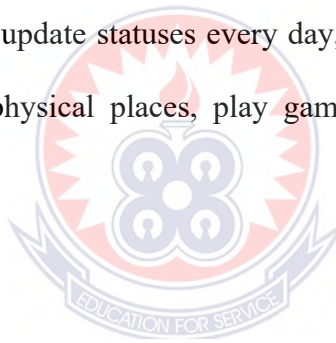 update statuses every day,
physical places, play gam
EDUCATION FOR SERVICE